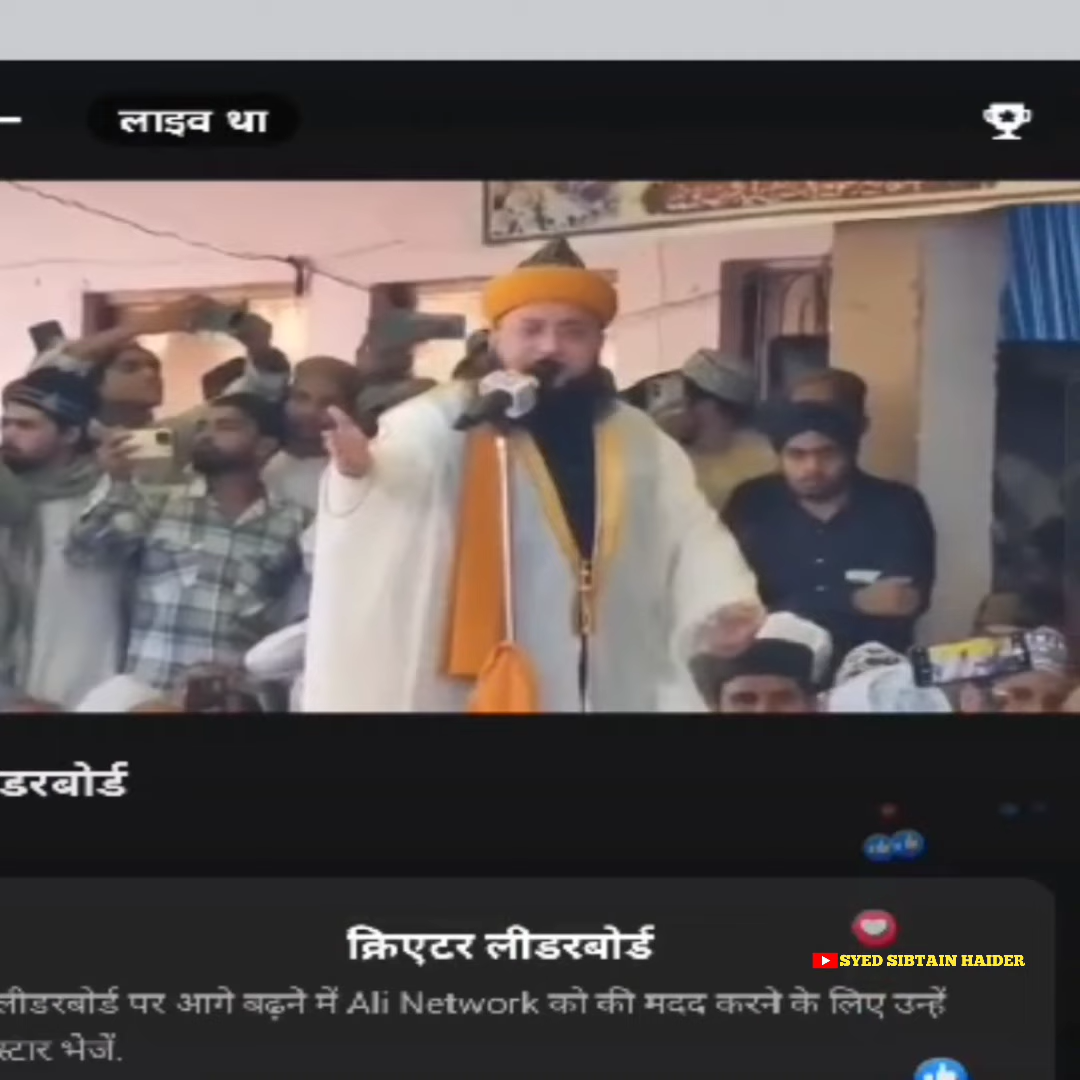 लाइव था
डरबोर्ड
क्रिएटर लीडरबोर्ड
SYED SIBTAIN HAIDER
लीडरबोर्ड पर आगे बढ़ने में Ali Network को की मदद करने के लिए उन्हें
स्टार भेजें.